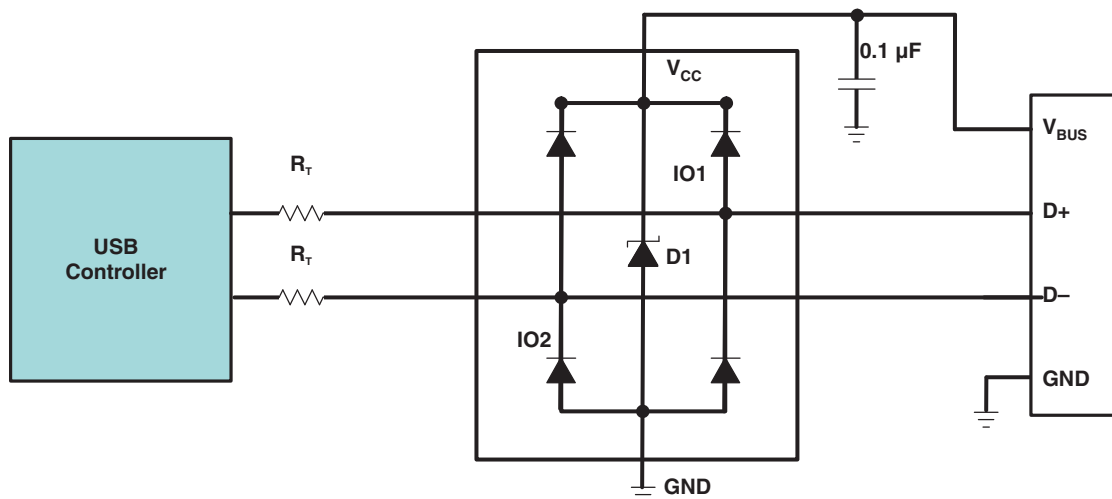 0.1 µF
VCC
VBUS
RT
IO1
D+
USB
Controller
RT
D1
D–
IO2
GND
GND